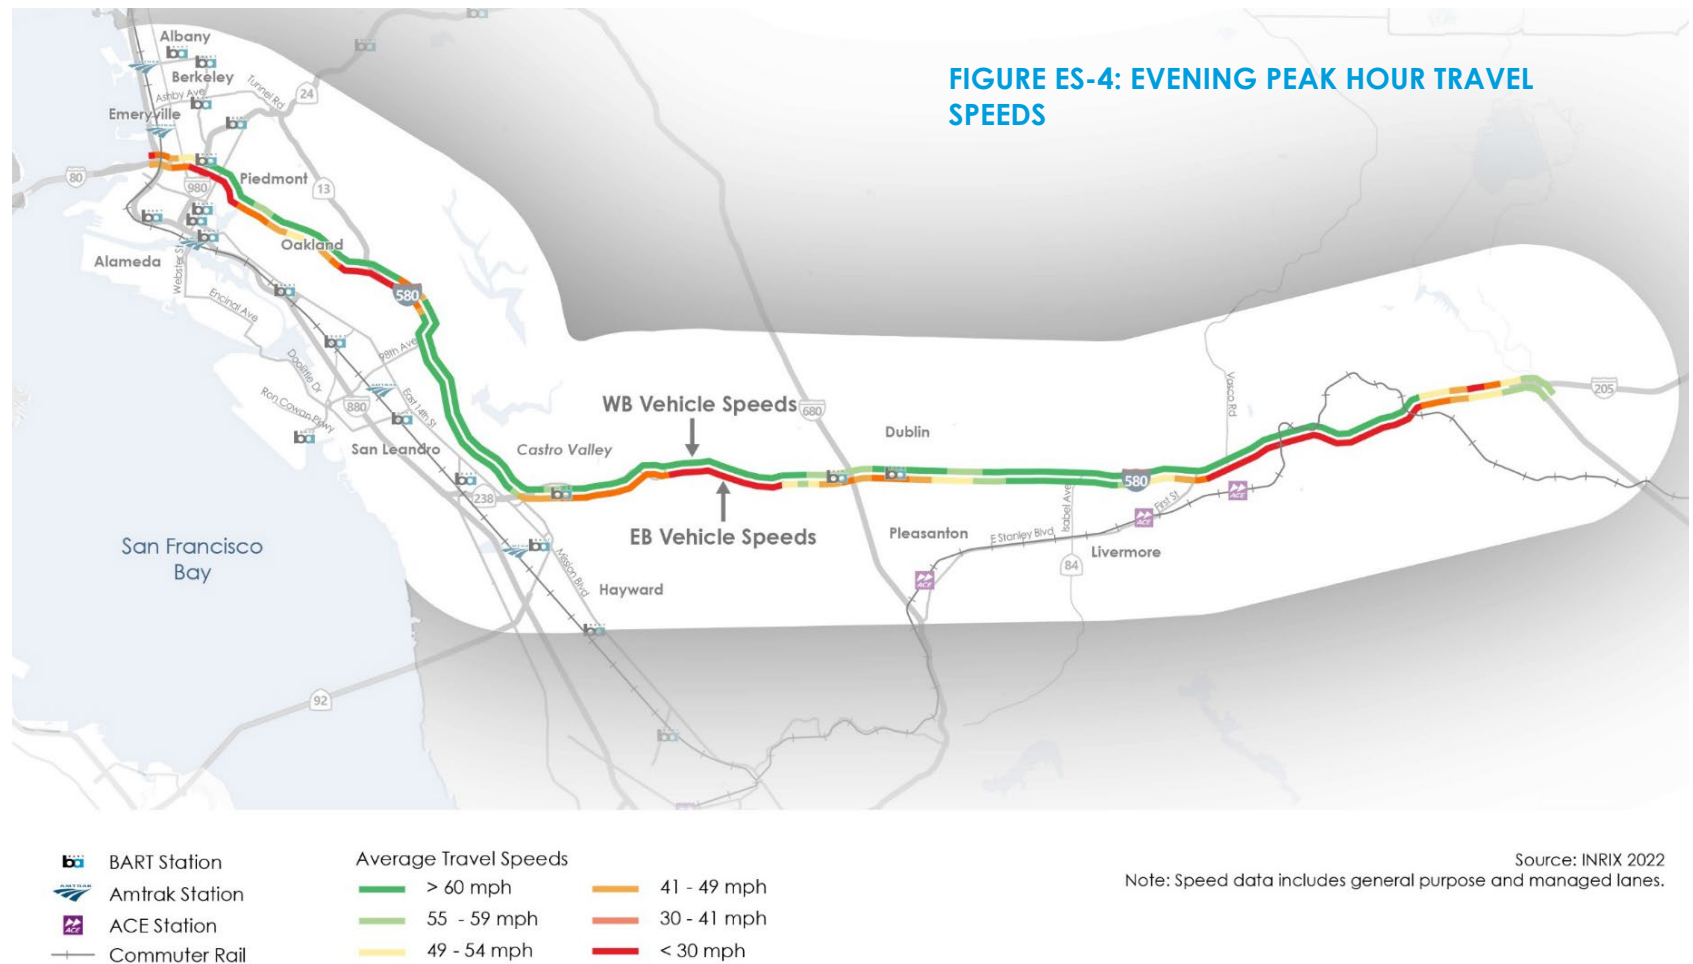 FIGURE ES-4: EVENING PEAK HOUR TRAVEL
SPEEDS
Albany
Berkeley
Tunnel Rd
24
Ashby Ave
Emeryville
80
980
Piedmont
13
Oakland
Alameda
Webster St
Encinal Ave
580
98th Ave
Doolittle Dr
Ron Cowan Pkwy
880
East 14th St
San Leandro
238
Castro Valley
WB Vehicle Speeds
680
Dublin
Vasco Rd
205
EB Vehicle Speeds
580
Isabel Ave
First St
ACE
ACE
Pleasanton
E Stanley Blvd
Livermore
84
ACE
San Francisco
Bay
Mission Blvd
Hayward
92
BART Station
AMTRAK
Amtrak Station
ACE
ACE Station
Commuter Rail
Average Travel Speeds
> 60 mph
55 - 59 mph
49 - 54 mph
41 - 49 mph
30 - 41 mph
< 30 mph
Source: INRIX 2022
Note: Speed data includes general purpose and managed lanes.